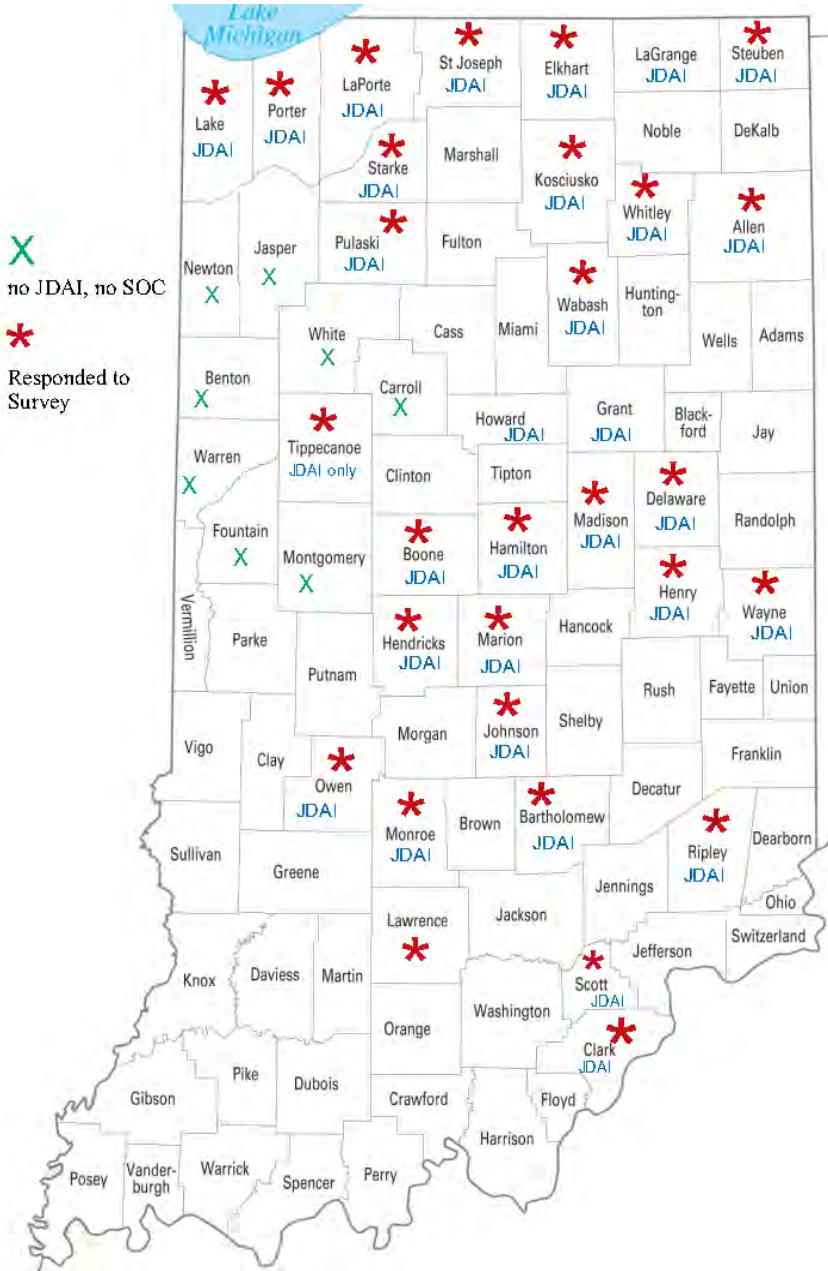 Lake
Michigan
St Joseph
JDAI
Elkhart
JDAI
LaGrange
JDAI
Steuben
JDAI
LaPorte
JDAI
Lake
JDAI
Porter
JDAI
Starke
JDAI
Marshall
Kosciusko
JDAI
Noble
DeKalb
Whitley
JDAI
Allen
JDAI
X
no JDAI, no SOC
*
Responded to
Survey
Newton
X
Jasper
X
Pulaski
JDAI
Fulton
Wabash
JDAI
Hunting-
ton
Miami
Cass
White
X
Wells
Adams
Benton
X
Carroll
X
Howard
JDAI
Grant
JDAI
Black-
ford
Jay
Warren
X
Tippecanoe
JDAI only
Clinton
Tipton
Madison
JDAI
Delaware
JDAI
Randolph
Fountain
X
Montgomery
X
Boone
JDAI
Hamilton
JDAI
Henry
JDAI
Wayne
JDAI
Vermillion
Parke
Putnam
Hendricks
JDAI
Marion
JDAI
Hancock
Rush
Fayette
Union
Vigo
Clay
Owen
JDAI
Morgan
Johnson
JDAI
Shelby
Franklin
Decatur
Sullivan
Greene
Monroe
JDAI
Brown
Bartholomew
JDAI
Ripley
JDAI
Dearborn
Jennings
Ohio
Lawrence
Jackson
Switzerland
Jefferson
Knox
Daviess
Martin
Scott
JDAI
Washington
Orange
Clark
JDAI
Gibson
Pike
Dubois
Crawford
Floyd
Harrison
Posey
Vander-
burgh
Warrick
Spencer
Perry